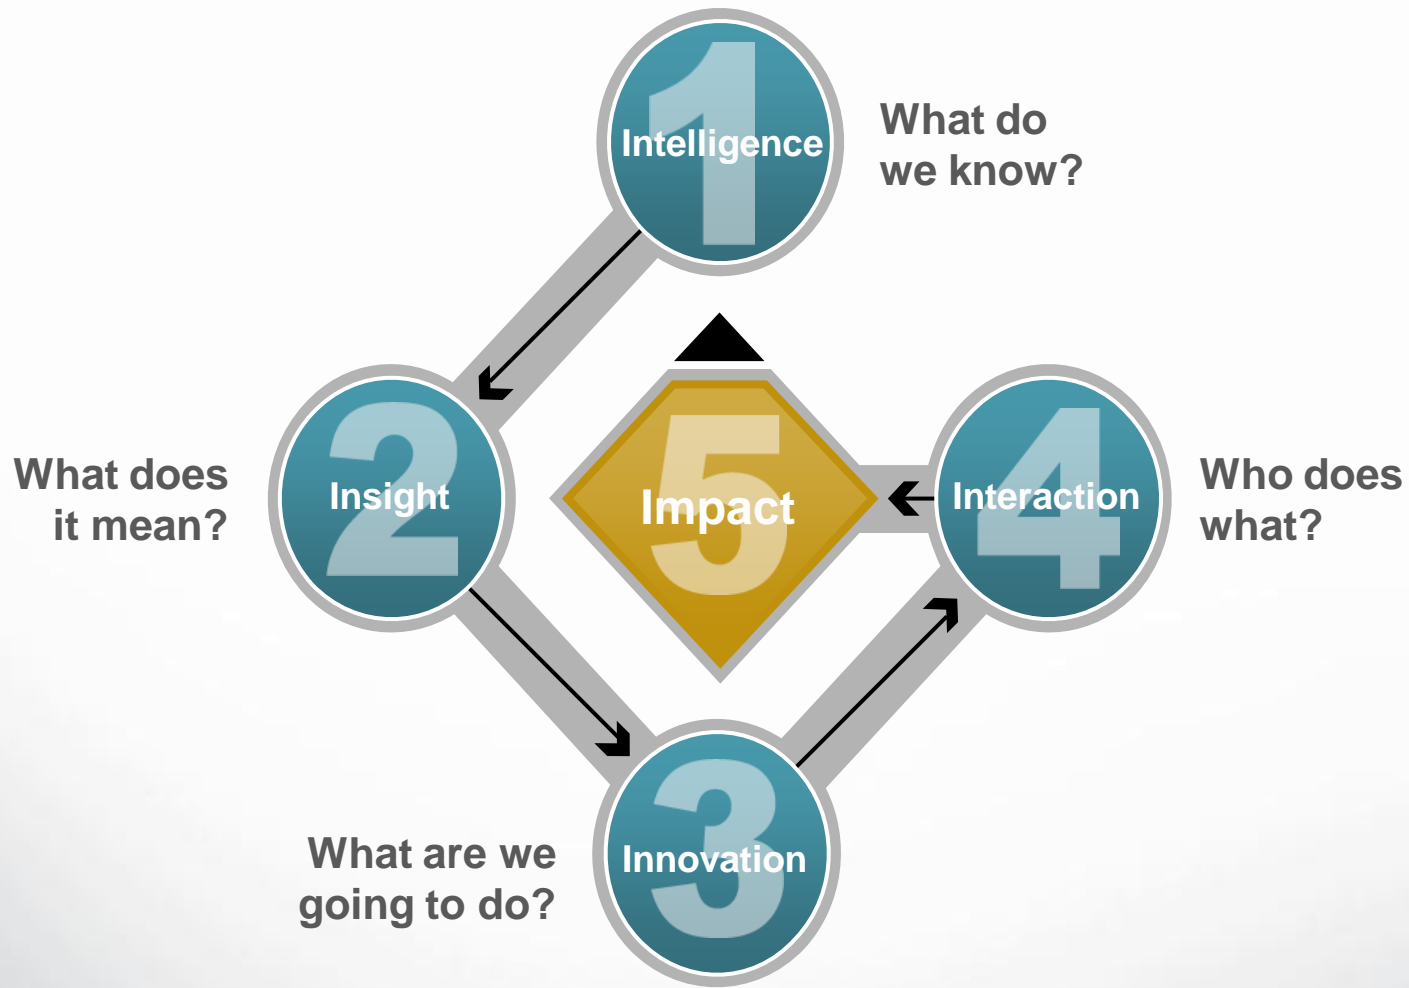 1
Intelligence
What do
we know?
2
Insight
What does
it mean?
3
Innovation
What are we
going to do?
4
Interaction
Who does
what?
5
Impact